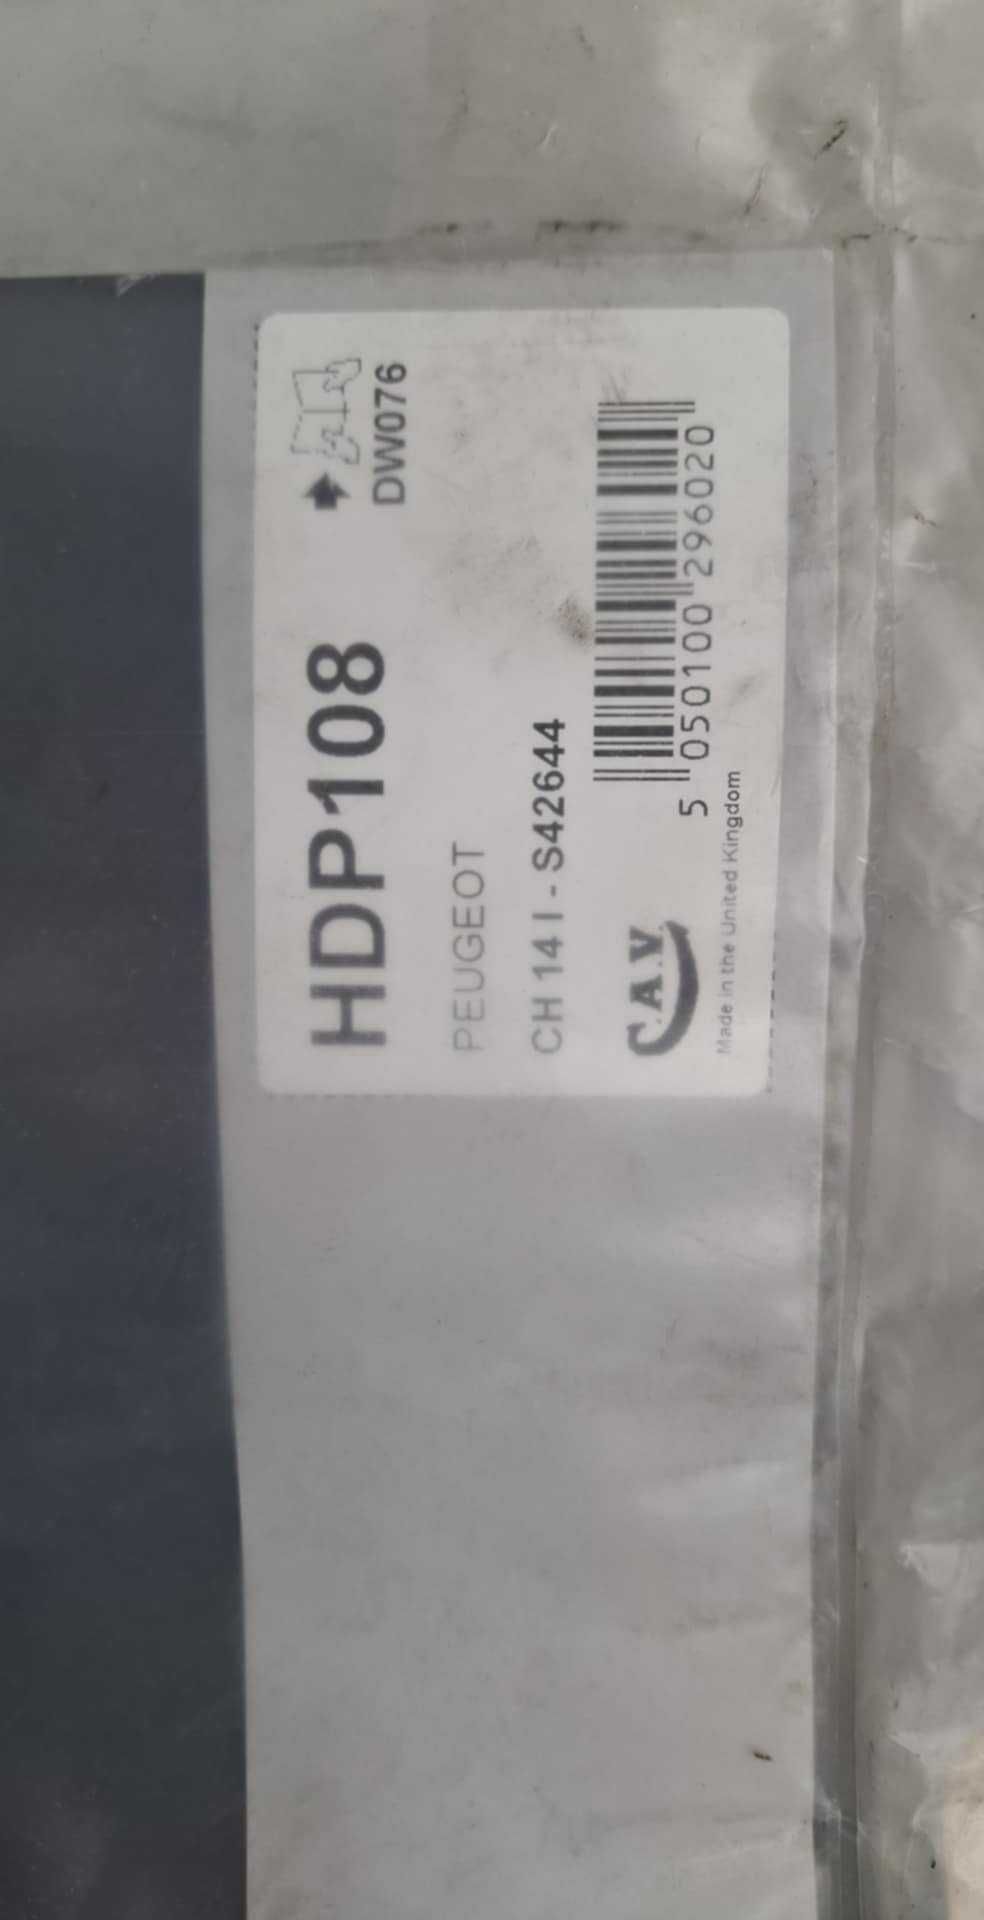 HDP108
DW076
PEUGEOT
CH 14 I - S42644
C.A.V.
5 050100 296020
Made in the United Kingdom